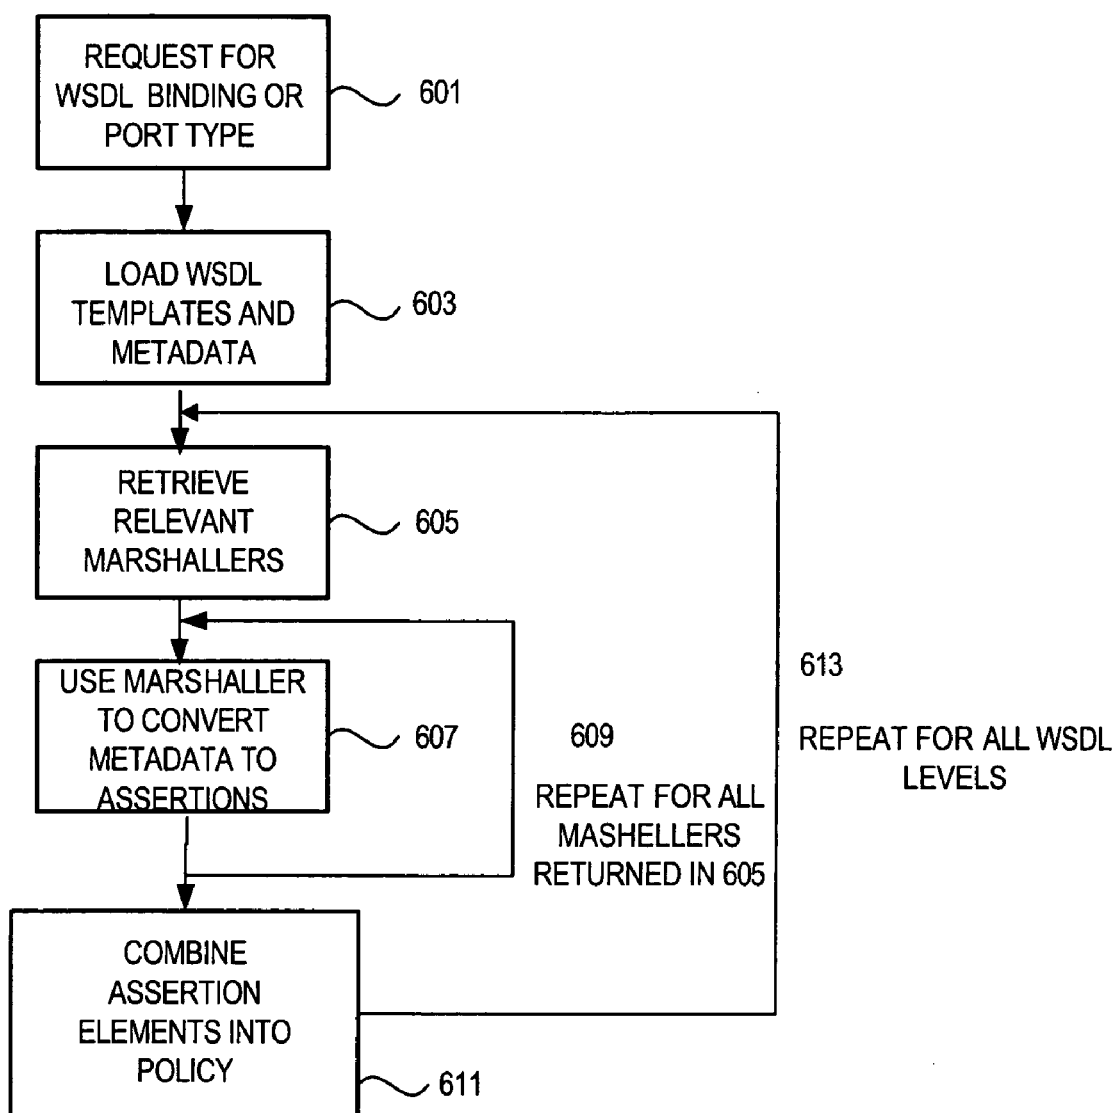 REQUEST FOR
WSDL BINDING OR
PORT TYPE
601
LOAD WSDL
TEMPLATES AND
METADATA
603
RETRIEVE
RELEVANT
MARSHALLERS
605
USE MARSHALLER
TO CONVERT
METADATA TO
ASSERTIONS
607
609
REPEAT FOR ALL
MASHELLERS
RETURNED IN 605
613
REPEAT FOR ALL WSDL
LEVELS
COMBINE
ASSERTION
ELEMENTS INTO
POLICY
611